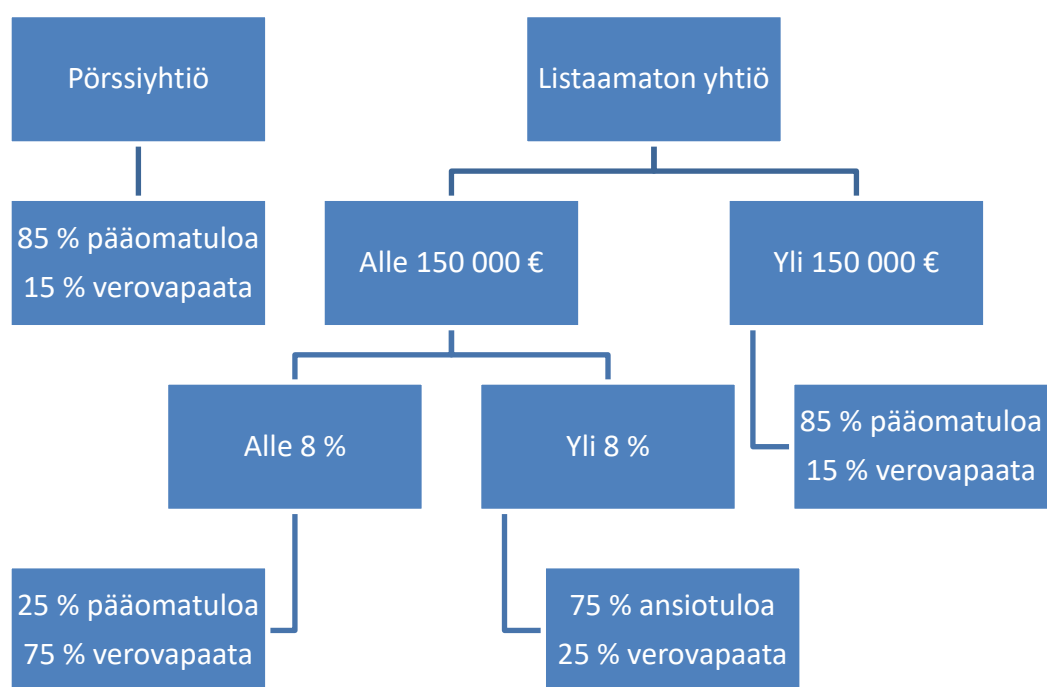 Pörssiyhtiö
Listaamaton yhtiö
85 % pääomatuloa
15 % verovapaata
Alle 150 000 €
Yli 150 000 €
Alle 8 %
Yli 8 %
85 % pääomatuloa
15 % verovapaata
25 % pääomatuloa
75 % verovapaata
75 % ansiotuloa
25 % verovapaata